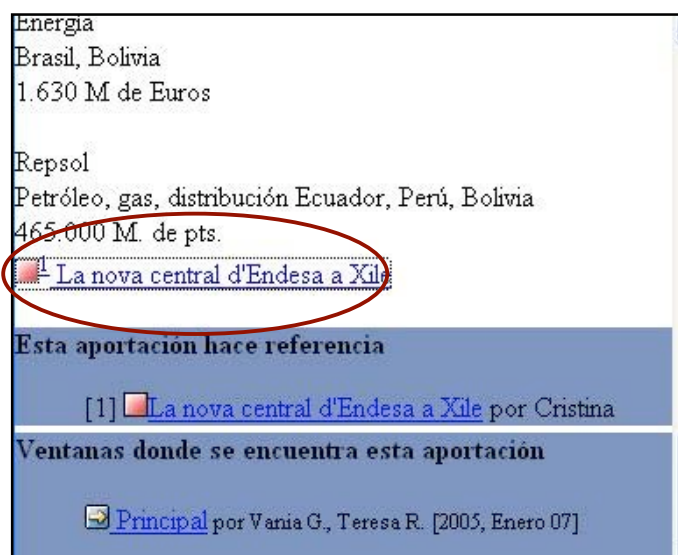 Energía
Brasil, Bolivia
1.630 M de Euros
Repsol
Petróleo, gas, distribución Ecuador, Perú, Bolivia
465.000 M. de pts.
1 La nova central d'Endesa a Xile
Esta aportación hace referencia
[1] La nova central d'Endesa a Xile por Cristina
Ventanas donde se encuentra esta aportación
Principal por Vania G., Teresa R. [2005, Enero 07]